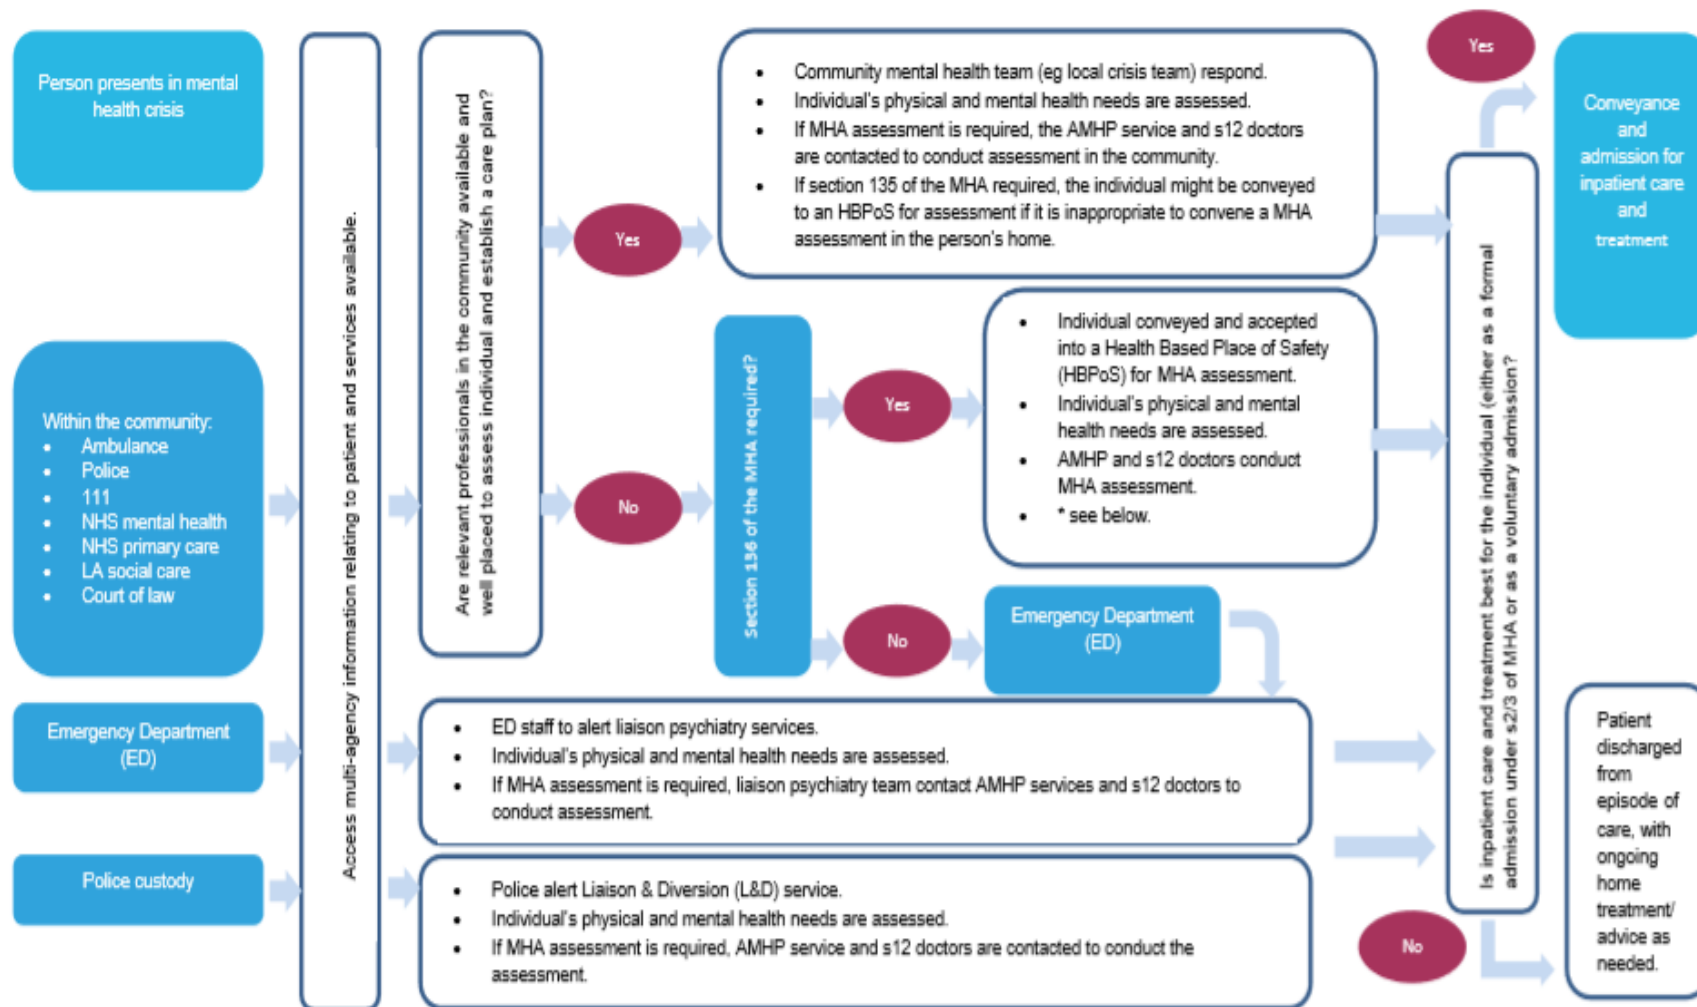 Person presents in mental
health crisis
Within the community:
• Ambulance
• Police
• 111
• NHS mental health
• NHS primary care
• LA social care
• Court of law
Emergency Department
(ED)
Police custody
Access multi-agency information relating to patient and services available.
Are relevant professionals in the community available and
well placed to assess individual and establish a care plan?
Yes
No
• Community mental health team (eg local crisis team) respond.
• Individual's physical and mental health needs are assessed.
• If MHA assessment is required, the AMHP service and s12 doctors
are contacted to conduct assessment in the community.
• If section 135 of the MHA required, the individual might be conveyed
to an HBPoS for assessment if it is inappropriate to convene a MHA
assessment in the person's home.
Section 136 of the MHA required?
Yes
No
• Individual conveyed and accepted
into a Health Based Place of Safety
(HBPoS) for MHA assessment.
• Individual's physical and mental
health needs are assessed.
• AMHP and s12 doctors conduct
MHA assessment.
• * see below.
Emergency Department
(ED)
• ED staff to alert liaison psychiatry services.
• Individual's physical and mental health needs are assessed.
• If MHA assessment is required, liaison psychiatry team contact AMHP services and s12 doctors to
conduct assessment.
• Police alert Liaison & Diversion (L&D) service.
• Individual's physical and mental health needs are assessed.
• If MHA assessment is required, AMHP service and s12 doctors are contacted to conduct the
assessment.
Is inpatient care and treatment best for the individual (either as a formal
admission under s2/3 of MHA or as a voluntary admission?
Yes
Conveyance
and
admission for
inpatient care
and
treatment
No
Patient
discharged
from
episode of
care, with
ongoing
home
treatment/
advice as
needed.